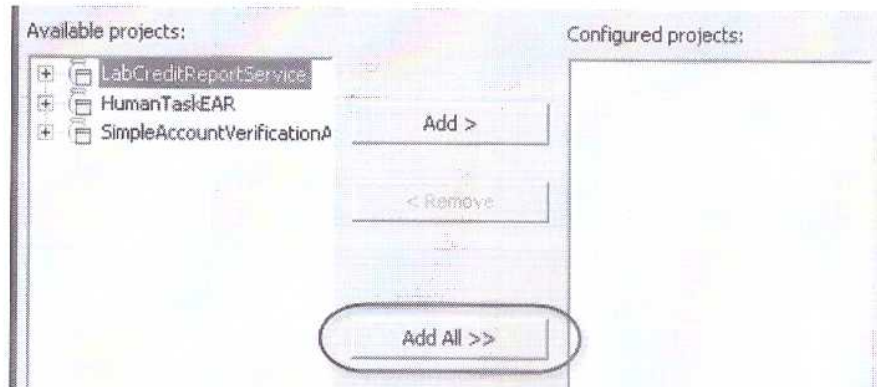 Available projects:
LabCreditReportService
HumanTaskEAR
SimpleAccountVerificationA
Add >
< Remove
Add All >>
Configured projects: